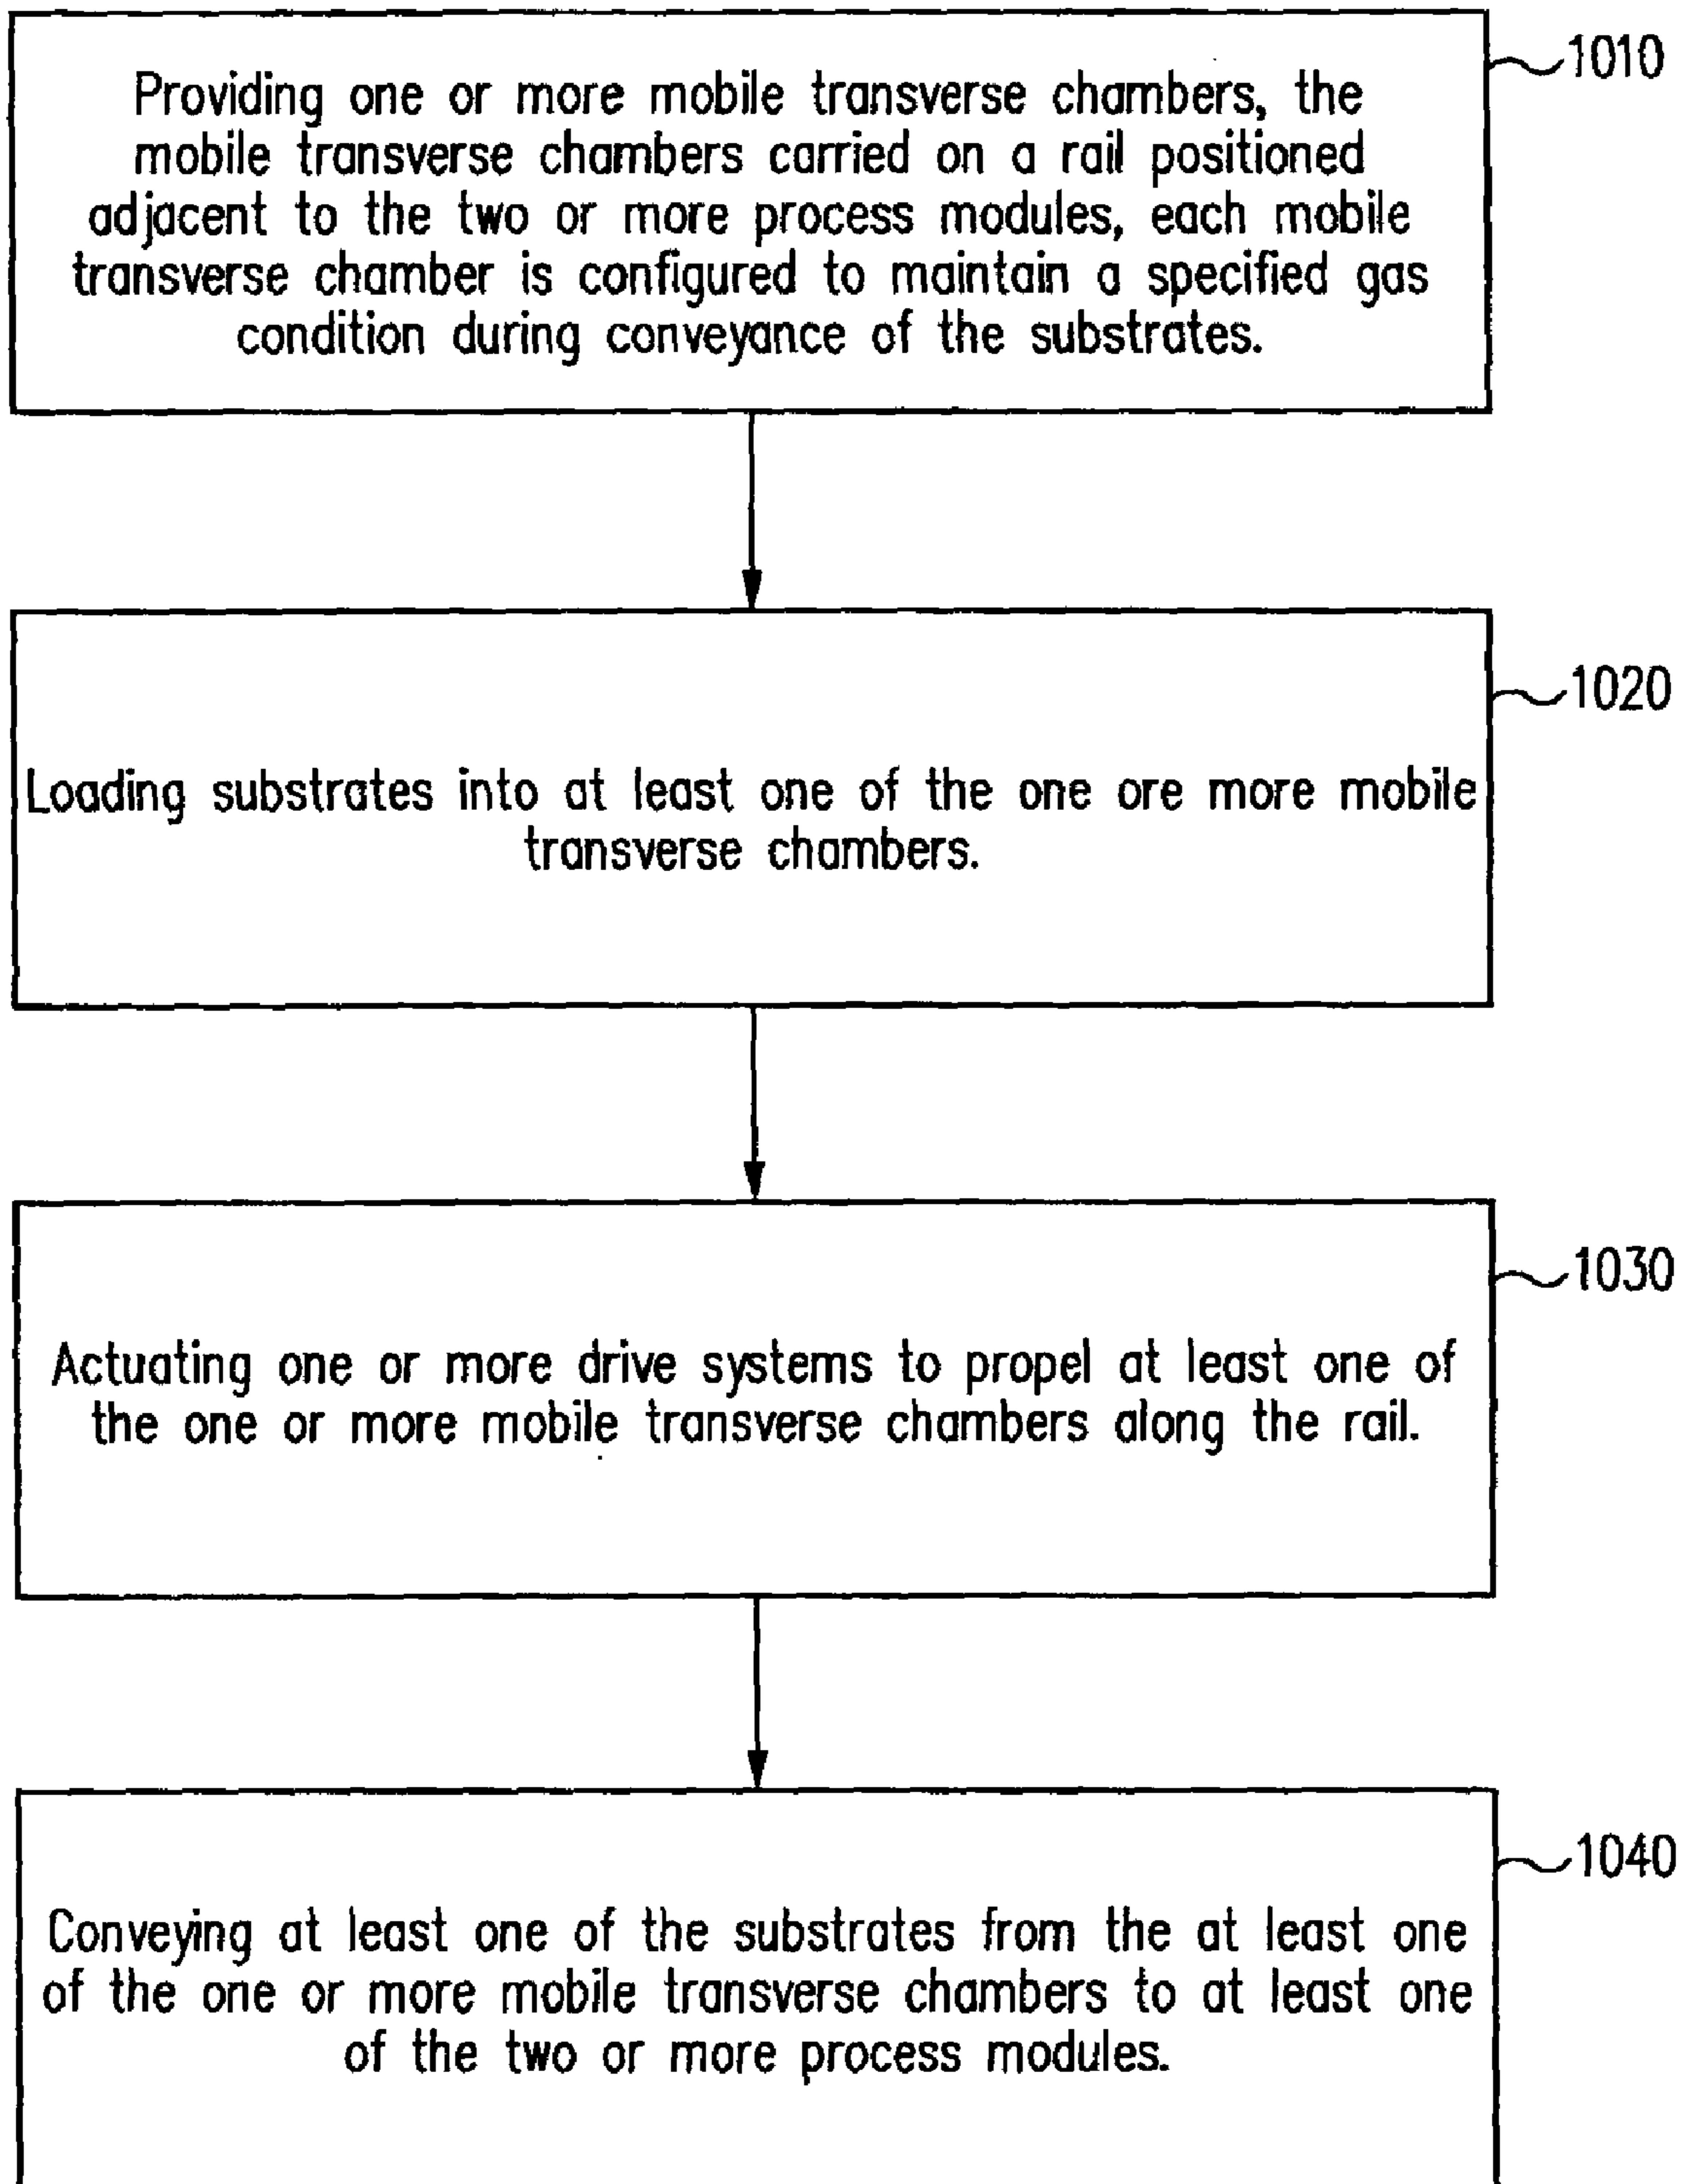 Providing one or more mobile transverse chambers, the
mobile transverse chambers carried on a rail positioned
adjacent to the two or more process modules, each mobile
transverse chamber is configured to maintain a specified gas
condition during conveyance of the substrates.
1010
Loading substrates into at least one of the one ore more mobile
transverse chambers.
1020
Actuating one or more drive systems to propel at least one of
the one or more mobile transverse chambers along the rail.
1030
Conveying at least one of the substrates from the at least one
of the one or more mobile transverse chambers to at least one
of the two or more process modules.
1040